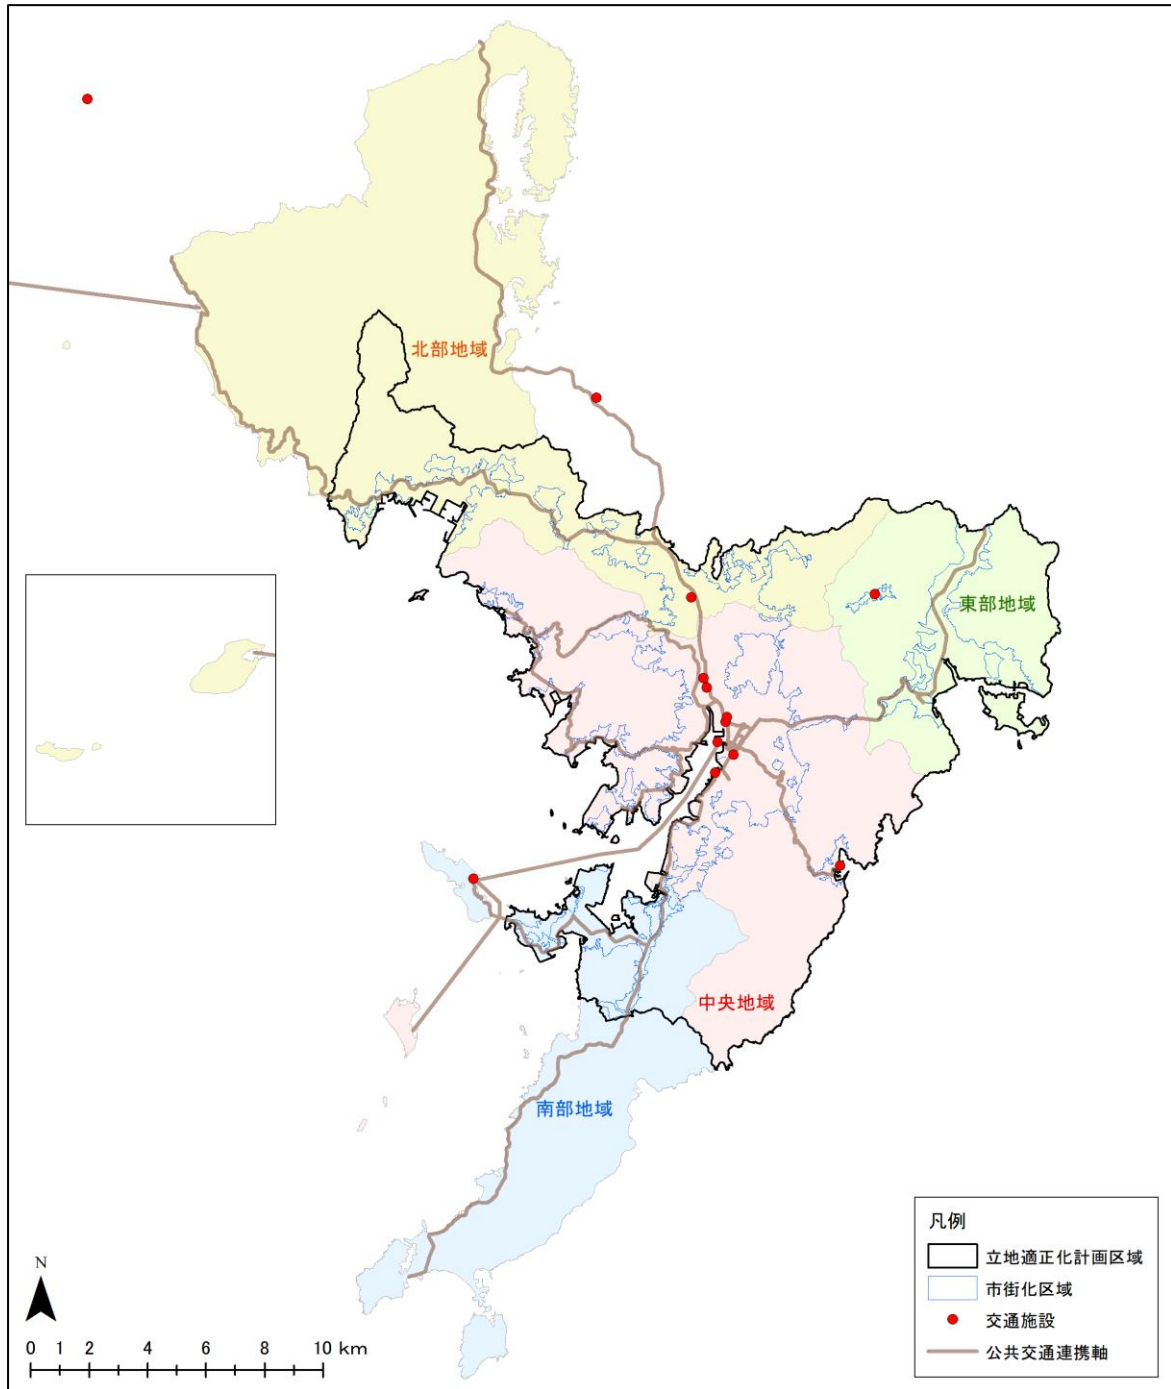 北部地域
東部地域
中央地域
南部地域
凡例
立地適正化計画区域
市街化区域
交通施設
公共交通連携軸
N
0 1 2 4 6 8 10 km